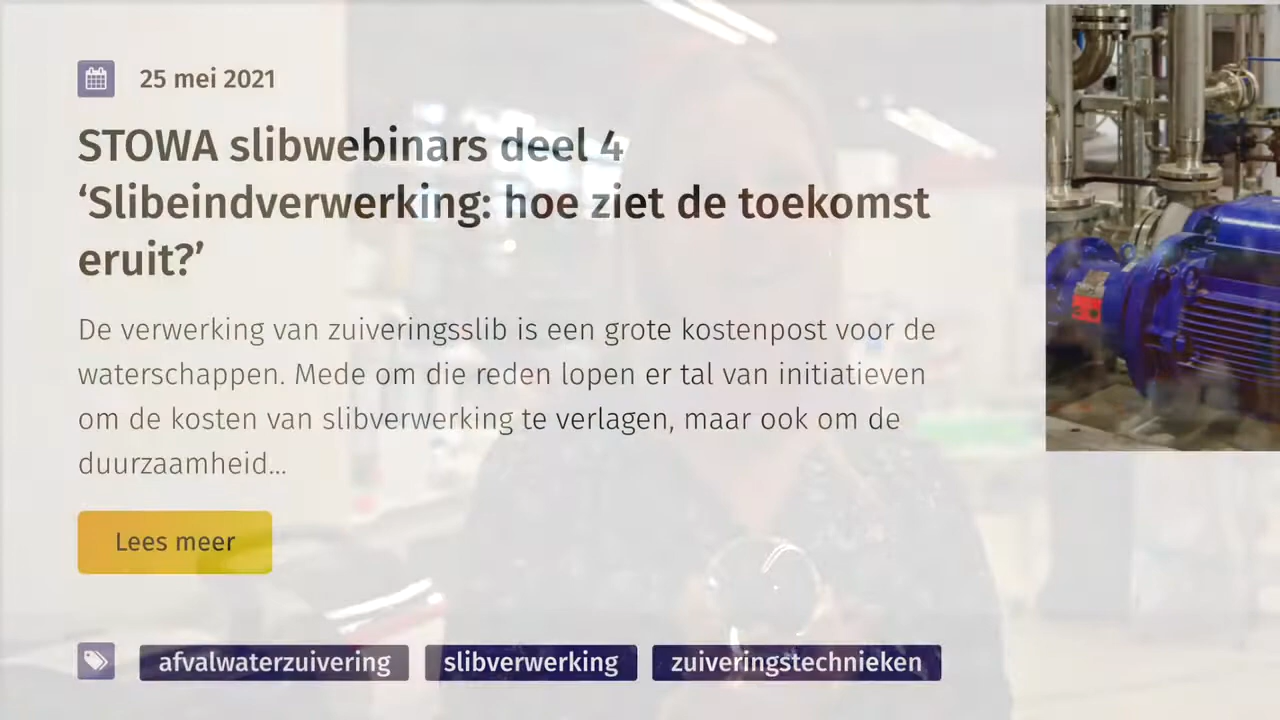 25 mei 2021
STOWA slibwebinars deel 4
‘Slibeindverwerking: hoe ziet de toekomst
eruit?’
De verwerking van zuiveringsslib is een grote kostenpost voor de
waterschappen. Mede om die reden lopen er tal van initiatieven
om de kosten van slibverwerking te verlagen, maar ook om de
duurzaamheid...
Lees meer
afvalwaterzuivering slibverwerking zuiveringstechnieken